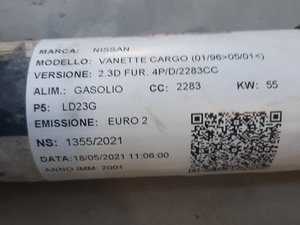 MARCA: NISSAN
MODELLO: VANETTE CARGO (01/96>05/01<)
VERSIONE: 2.3D FUR. 4P/D/2283CC
ALIM.: GASOLIO CC: 2283 KW: 55
P5: LD23G
EMISSIONE: EURO 2
NS: 1355/2021
DATA: 18/05/2021 11:06:00
ANNO IMM. 2001